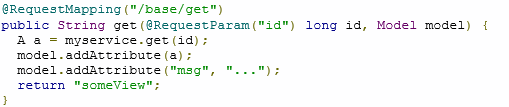 @RequestMapping("/base/get")
public String get(@RequestParam("id") long id, Model model) {
  A a = myservice.get(id);
  model.addAttribute(a);
  model.addAttribute("msg", "...");
  return "someView";
}